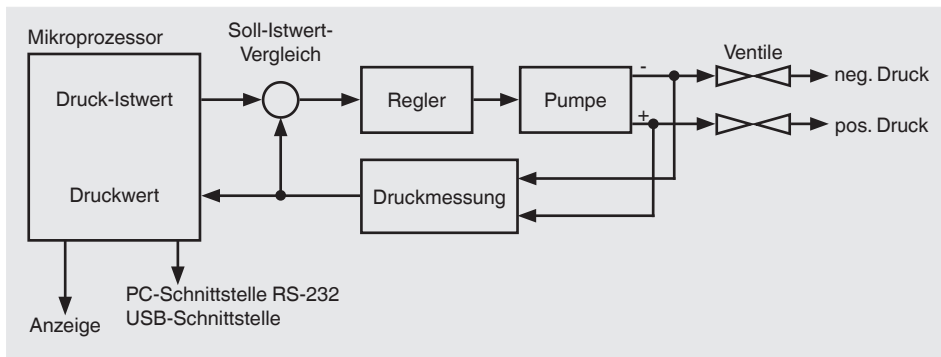 Mikroprozessor
Soll-Istwert-
Vergleich
Ventile
Druck-Istwert
Regler
Pumpe
-
neg. Druck
+
pos. Druck
Druckwert
Druckmessung
PC-Schnittstelle RS-232
USB-Schnittstelle
Anzeige